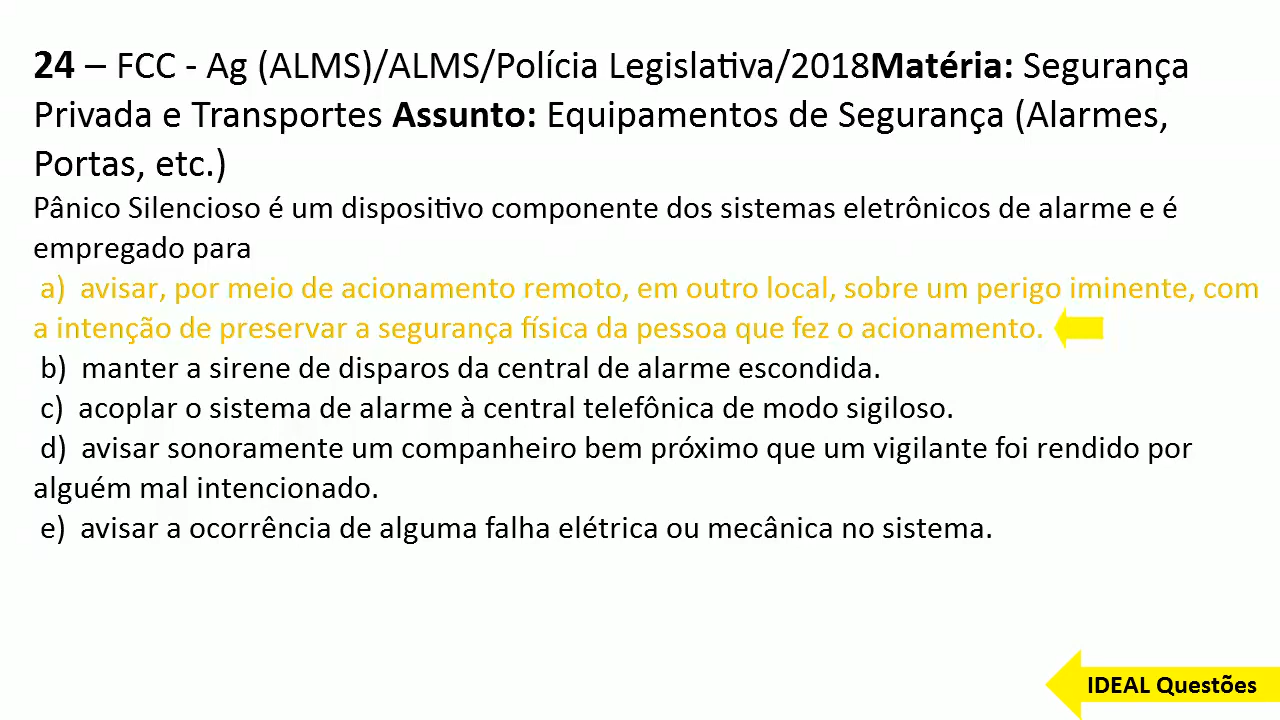 24 – FCC - Ag (ALMS)/ALMS/Polícia Legislativa/2018Matéria: Segurança
Privada e Transportes Assunto: Equipamentos de Segurança (Alarmes,
Portas, etc.)
Pânico Silencioso é um dispositivo componente dos sistemas eletrônicos de alarme e é
empregado para
a) avisar, por meio de acionamento remoto, em outro local, sobre um perigo iminente, com
a intenção de preservar a segurança física da pessoa que fez o acionamento.
b) manter a sirene de disparos da central de alarme escondida.
c) acoplar o sistema de alarme à central telefônica de modo sigiloso.
d) avisar sonoramente um companheiro bem próximo que um vigilante foi rendido por
alguém mal intencionado.
e) avisar a ocorrência de alguma falha elétrica ou mecânica no sistema.
IDEAL Questões